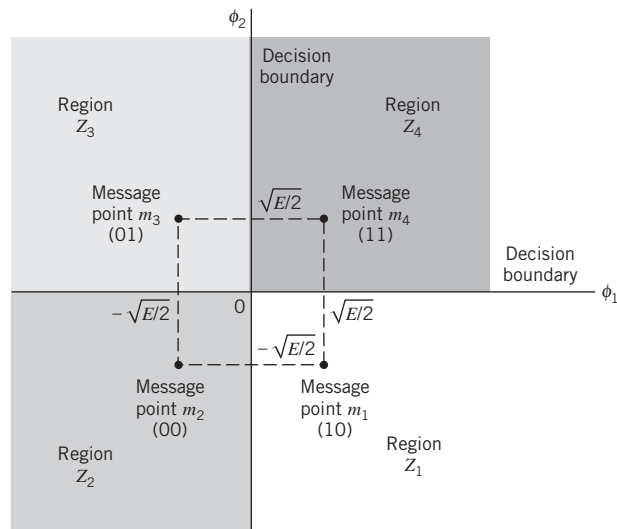 ϕ₂
Decision
boundary
Region
Z₃
Region
Z₄
Message
point m₃
(01)
√E/2
Message
point m₄
(11)
Decision
boundary
ϕ₁
0
– √E/2
√E/2
– √E/2
Message
point m₂
(00)
Message
point m₁
(10)
Region
Z₂
Region
Z₁